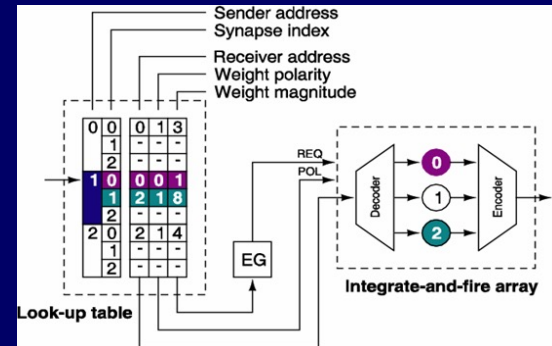 Sender address
Synapse index
Receiver address
Weight polarity
Weight magnitude
0 0 0 1 3
1 - - -
2 - - -
1 0 0 0 1
1 2 1 8
2 - - -
2 0 2 1 4
1 - - -
2 - - -
REQ
POL
EG
Decoder
0
1
2
Encoder
Look-up table
Integrate-and-fire array